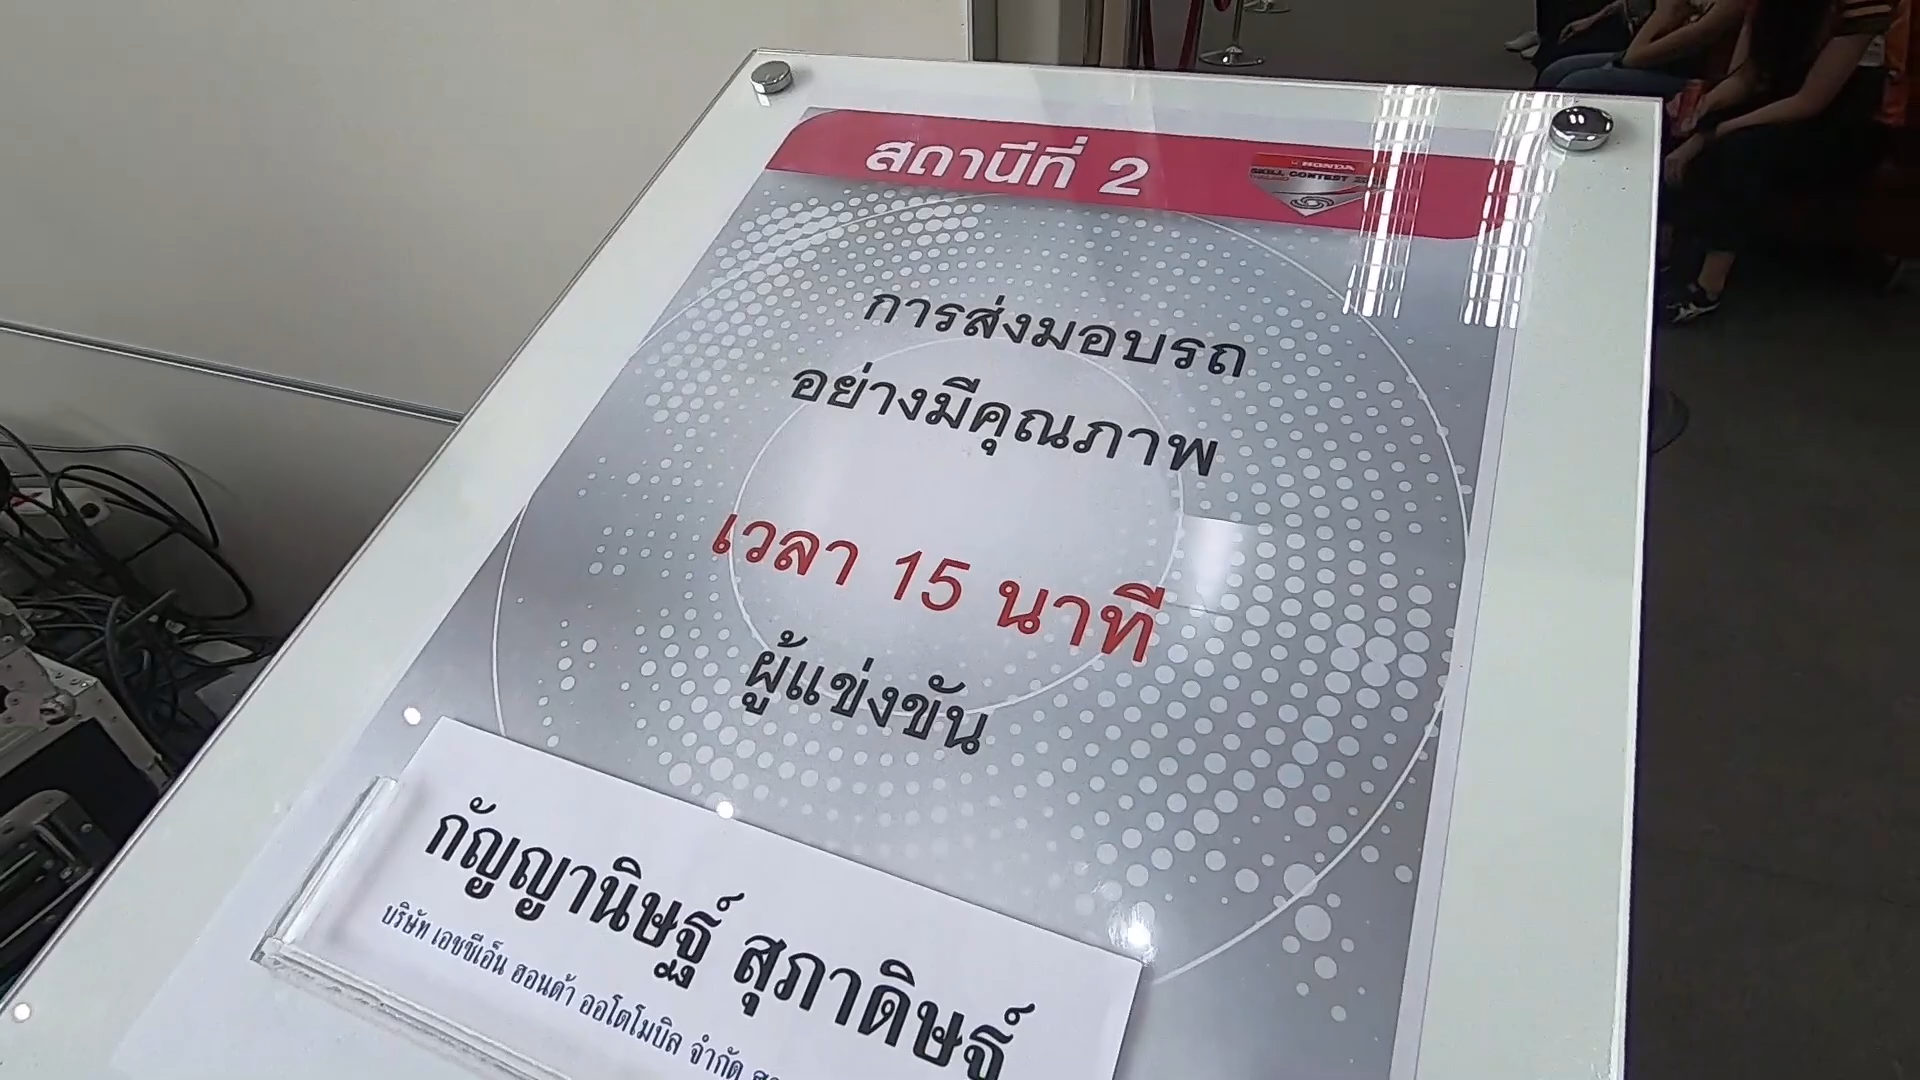 สถานีที่ 2
HONDA
SKILL CONTEST
THAILAND
การส่งมอบรถ
อย่างมีคุณภาพ
เวลา 15 นาที
ผู้แข่งขัน
กัญญานิษฐ์ สุภาดิษฐ์
บริษัท เอชซีเอ็น ฮอนด้า ออโตโมบิล จำกัด